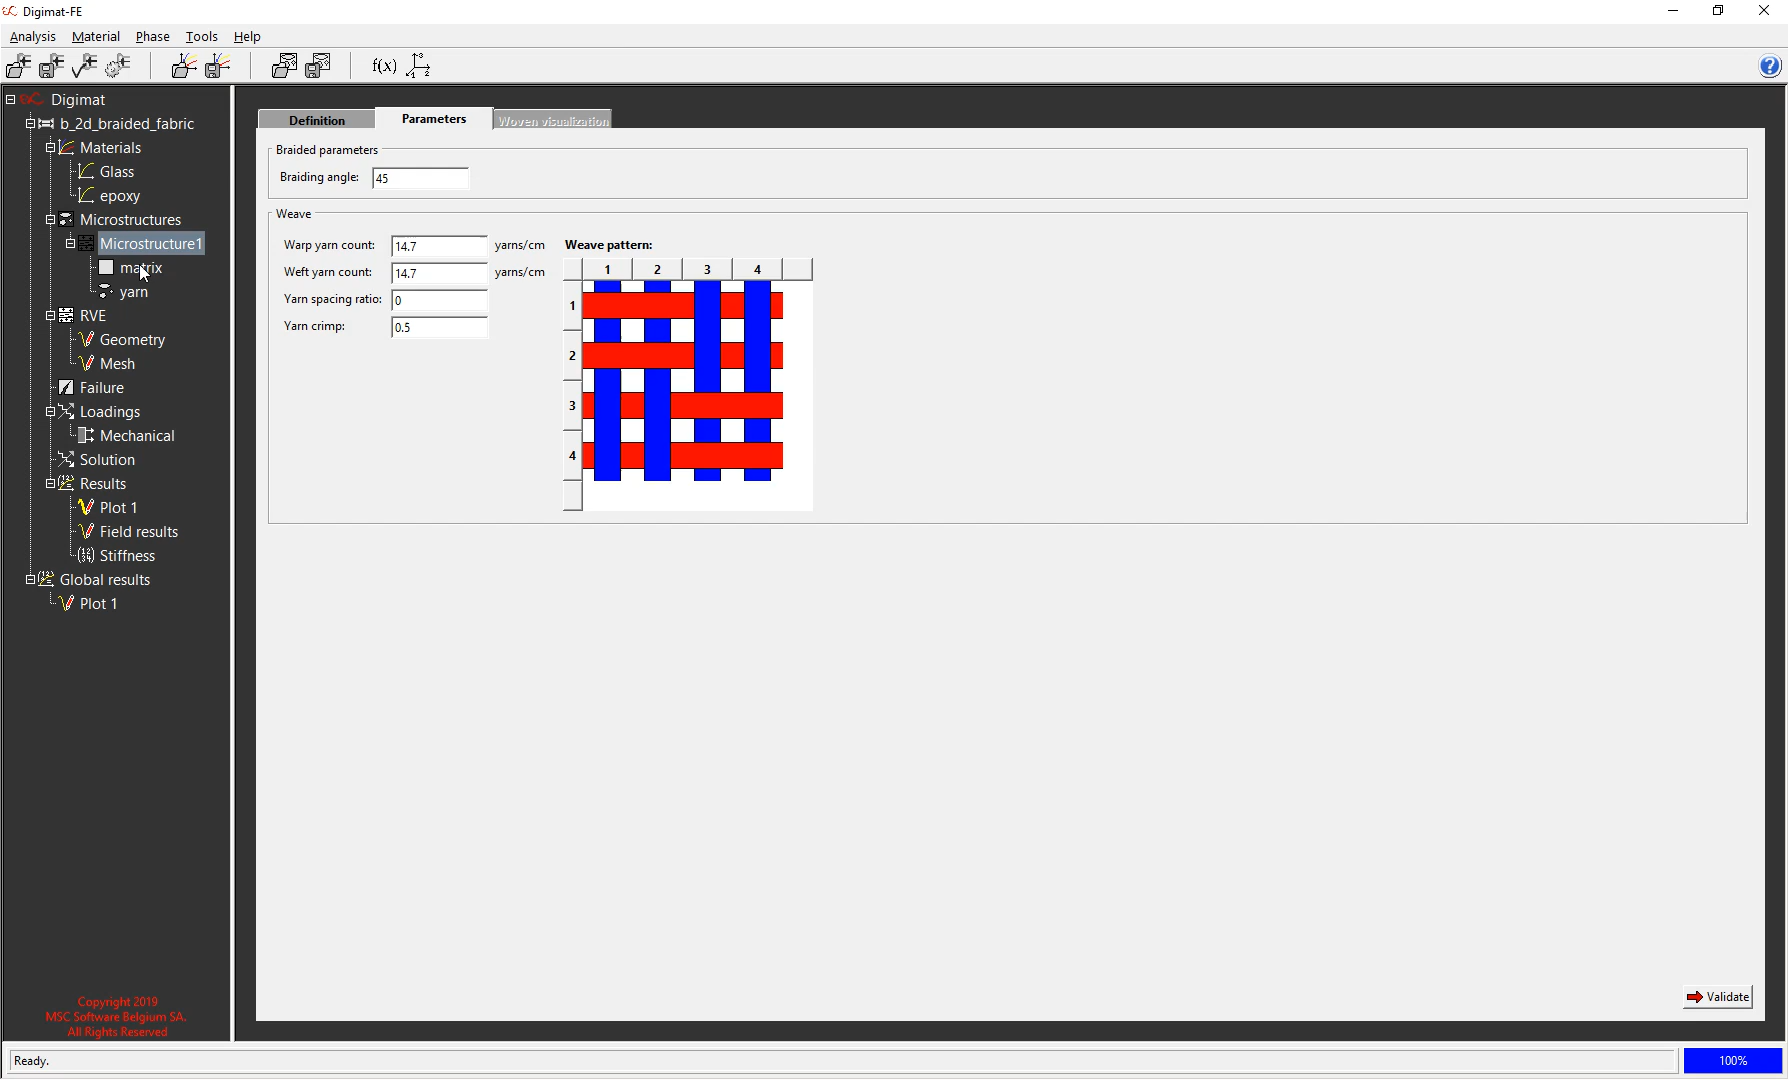 Digimat-FE
Analysis Material Phase Tools Help
f(x)
Digimat
b_2d_braided_fabric
Materials
Glass
epoxy
Microstructures
Microstructure1
matrix
yarn
RVE
Geometry
Mesh
Failure
Loadings
Mechanical
Solution
Results
Plot 1
Field results
Stiffness
Global results
Plot 1
Copyright 2019
MSC Software Belgium SA.
All Rights Reserved
Definition Parameters Woven visualization
Braided parameters
Braiding angle: 45
Weave
Warp yarn count: 14.7 yarns/cm
Weft yarn count: 14.7 yarns/cm
Yarn spacing ratio: 0
Yarn crimp: 0.5
Weave pattern:
1 2 3 4
1
2
3
4
Validate
Ready.
100%